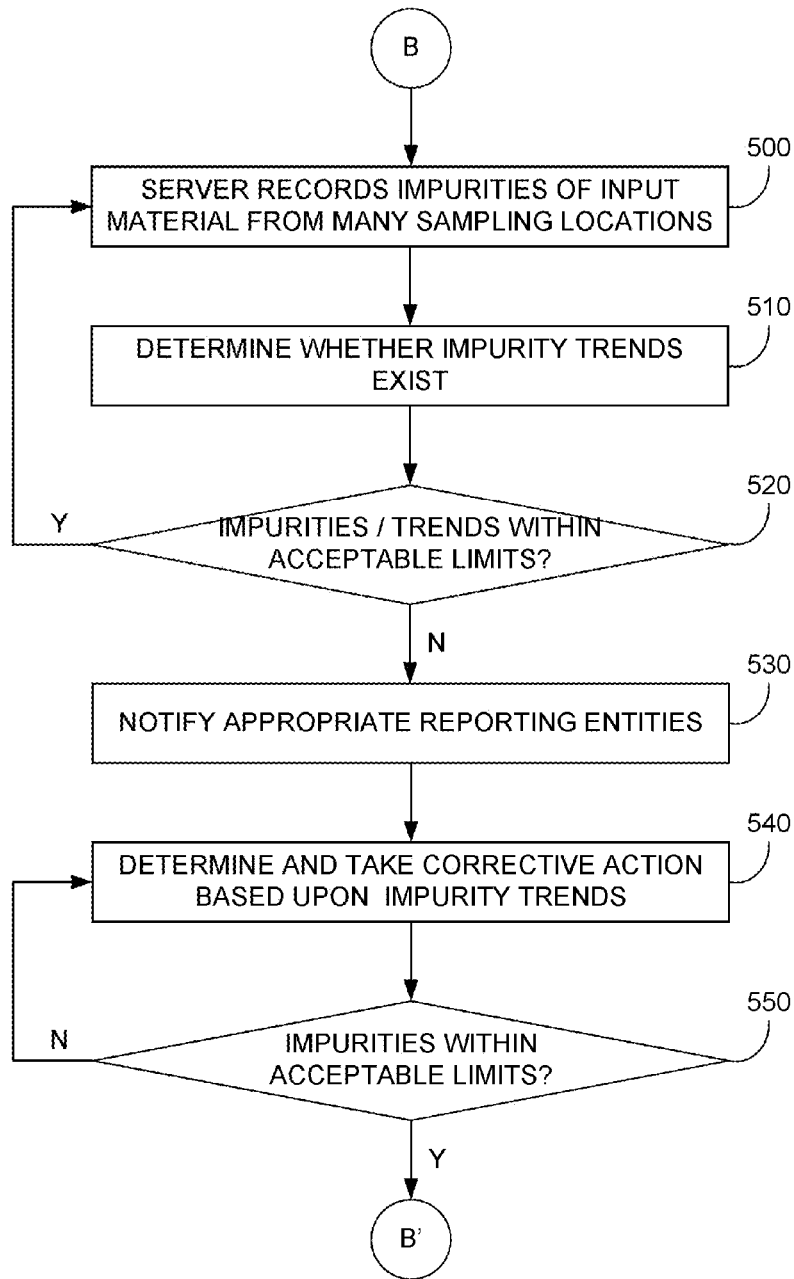 B
500
SERVER RECORDS IMPURITIES OF INPUT
MATERIAL FROM MANY SAMPLING LOCATIONS
510
DETERMINE WHETHER IMPURITY TRENDS
EXIST
520
Y
IMPURITIES / TRENDS WITHIN
ACCEPTABLE LIMITS?
N
530
NOTIFY APPROPRIATE REPORTING ENTITIES
540
DETERMINE AND TAKE CORRECTIVE ACTION
BASED UPON IMPURITY TRENDS
550
N
IMPURITIES WITHIN
ACCEPTABLE LIMITS?
Y
B'